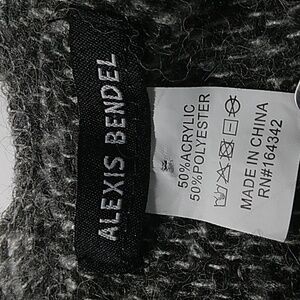 ALEXIS BENDEL
50%ACRYLIC
50%POLYESTER
MADE IN CHINA
RN#164342